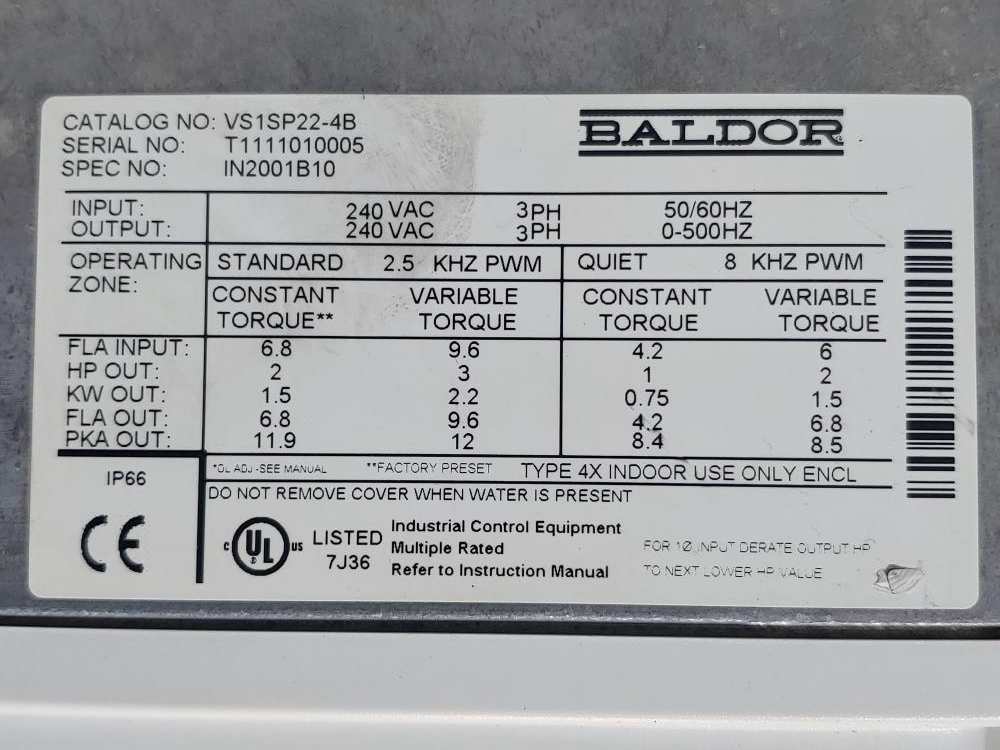 CATALOG NO: VS1SP22-4B
SERIAL NO: T1111010005
SPEC NO: IN2001B10
BALDOR
INPUT: 240 VAC 3PH 50/60HZ
OUTPUT: 240 VAC 3PH 0-500HZ
OPERATING ZONE: STANDARD 2.5 KHZ PWM QUIET 8 KHZ PWM
CONSTANT VARIABLE CONSTANT VARIABLE
TORQUE** TORQUE TORQUE TORQUE
FLA INPUT: 6.8 9.6 4.2 6
HP OUT: 2 3 1 2
KW OUT: 1.5 2.2 0.75 1.5
FLA OUT: 6.8 9.6 4.2 6.8
PKA OUT: 11.9 12 8.4 8.5
*OL ADJ-SEE MANUAL **FACTORY PRESET TYPE 4X INDOOR USE ONLY ENCL
IP66
DO NOT REMOVE COVER WHEN WATER IS PRESENT
CE
C UL US LISTED
7J36
Industrial Control Equipment
Multiple Rated
Refer to Instruction Manual
FOR 1Ø INPUT DERATE OUTPUT HP
TO NEXT LOWER HP VALUE